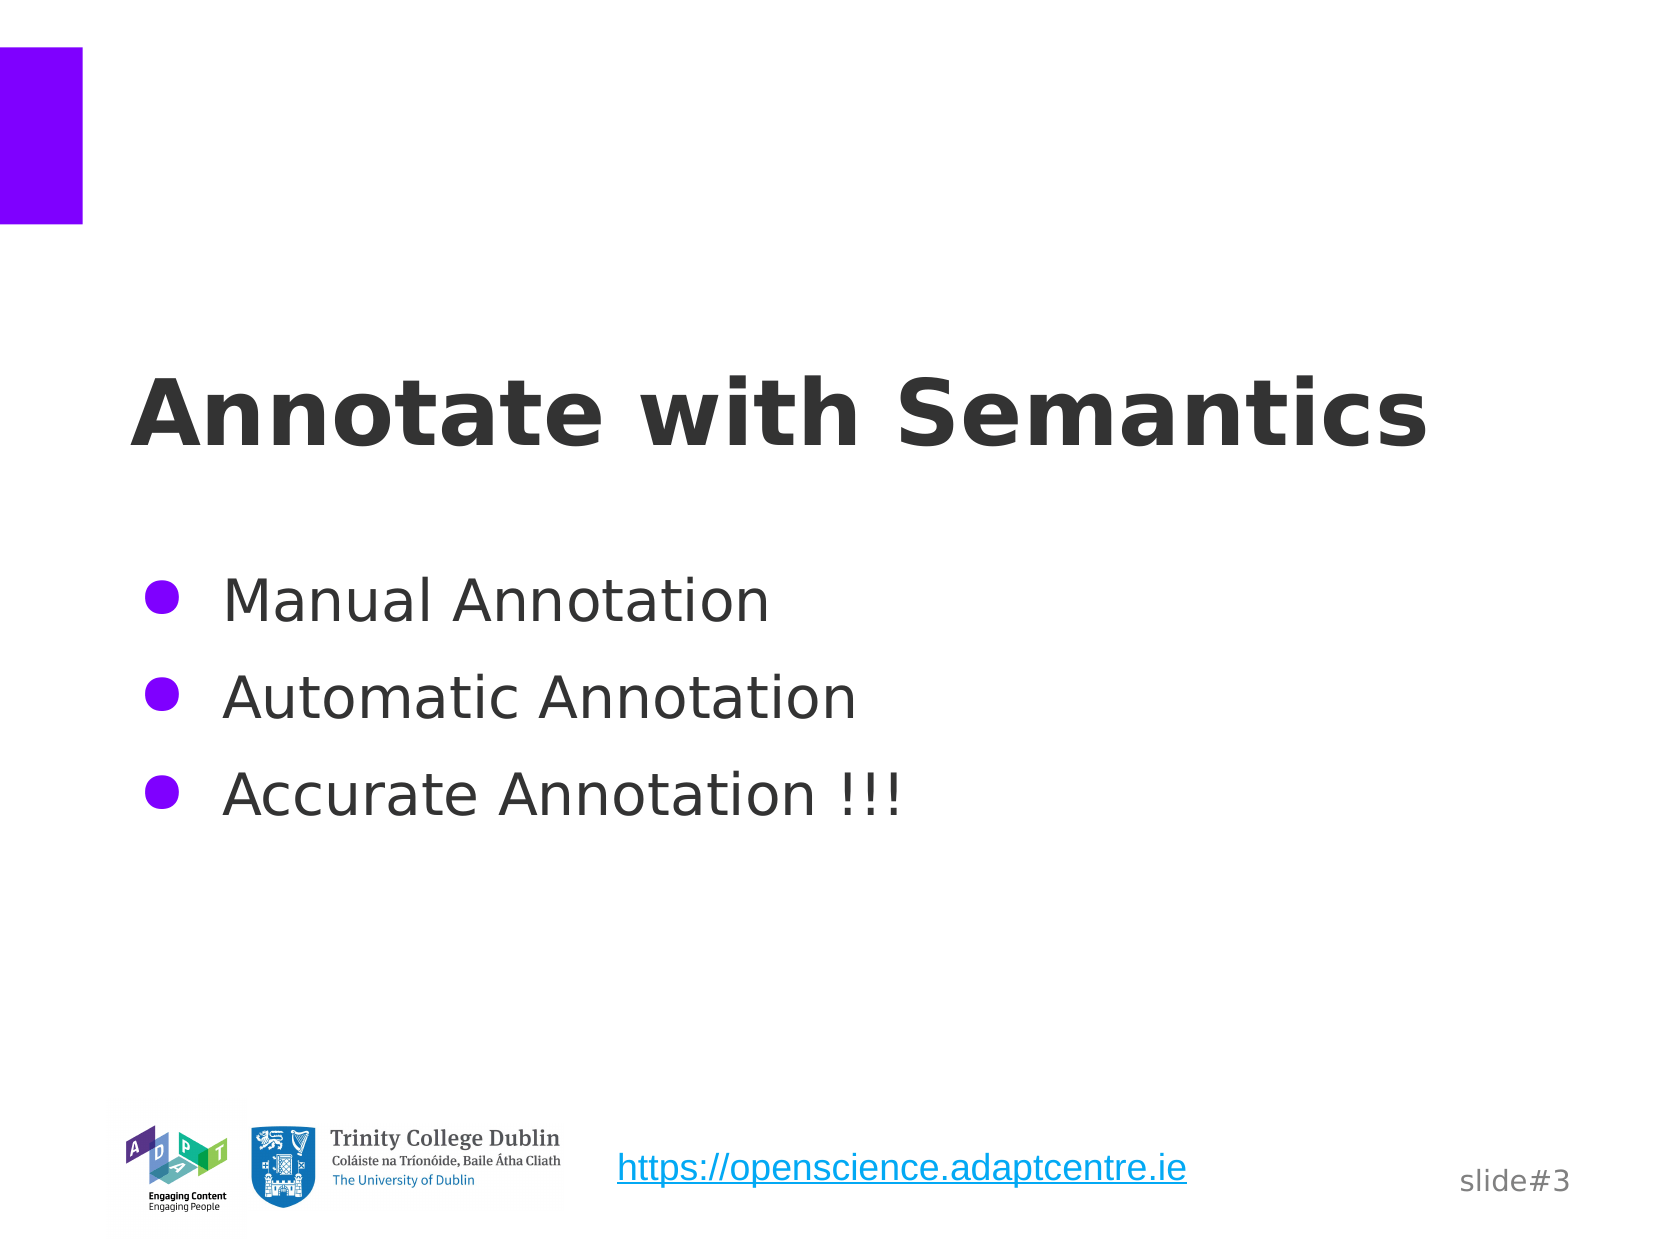 Annotate with Semantics
● Manual Annotation
● Automatic Annotation
● Accurate Annotation !!!
ADAPT
Engaging Content
Engaging People
Trinity College Dublin
Coláiste na Tríonóide, Baile Átha Cliath
The University of Dublin
https://openscience.adaptcentre.ie
slide#3